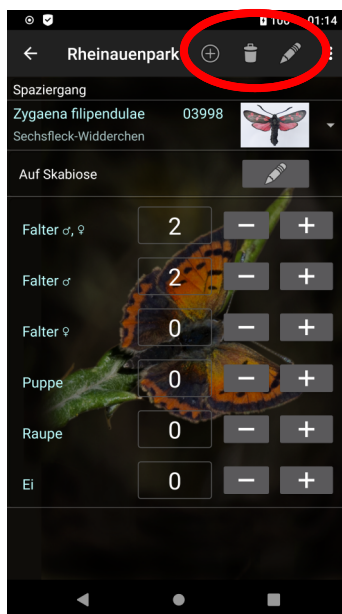 100 01:14
Rheinauenpark
Spaziergang
Zygaena filipendulae 03998
Sechsfleck-Widderchen
Auf Skabiose
Falter ♂, ♀ 2 − +
Falter ♂ 2 − +
Falter ♀ 0 − +
Puppe 0 − +
Raupe 0 − +
Ei 0 − +